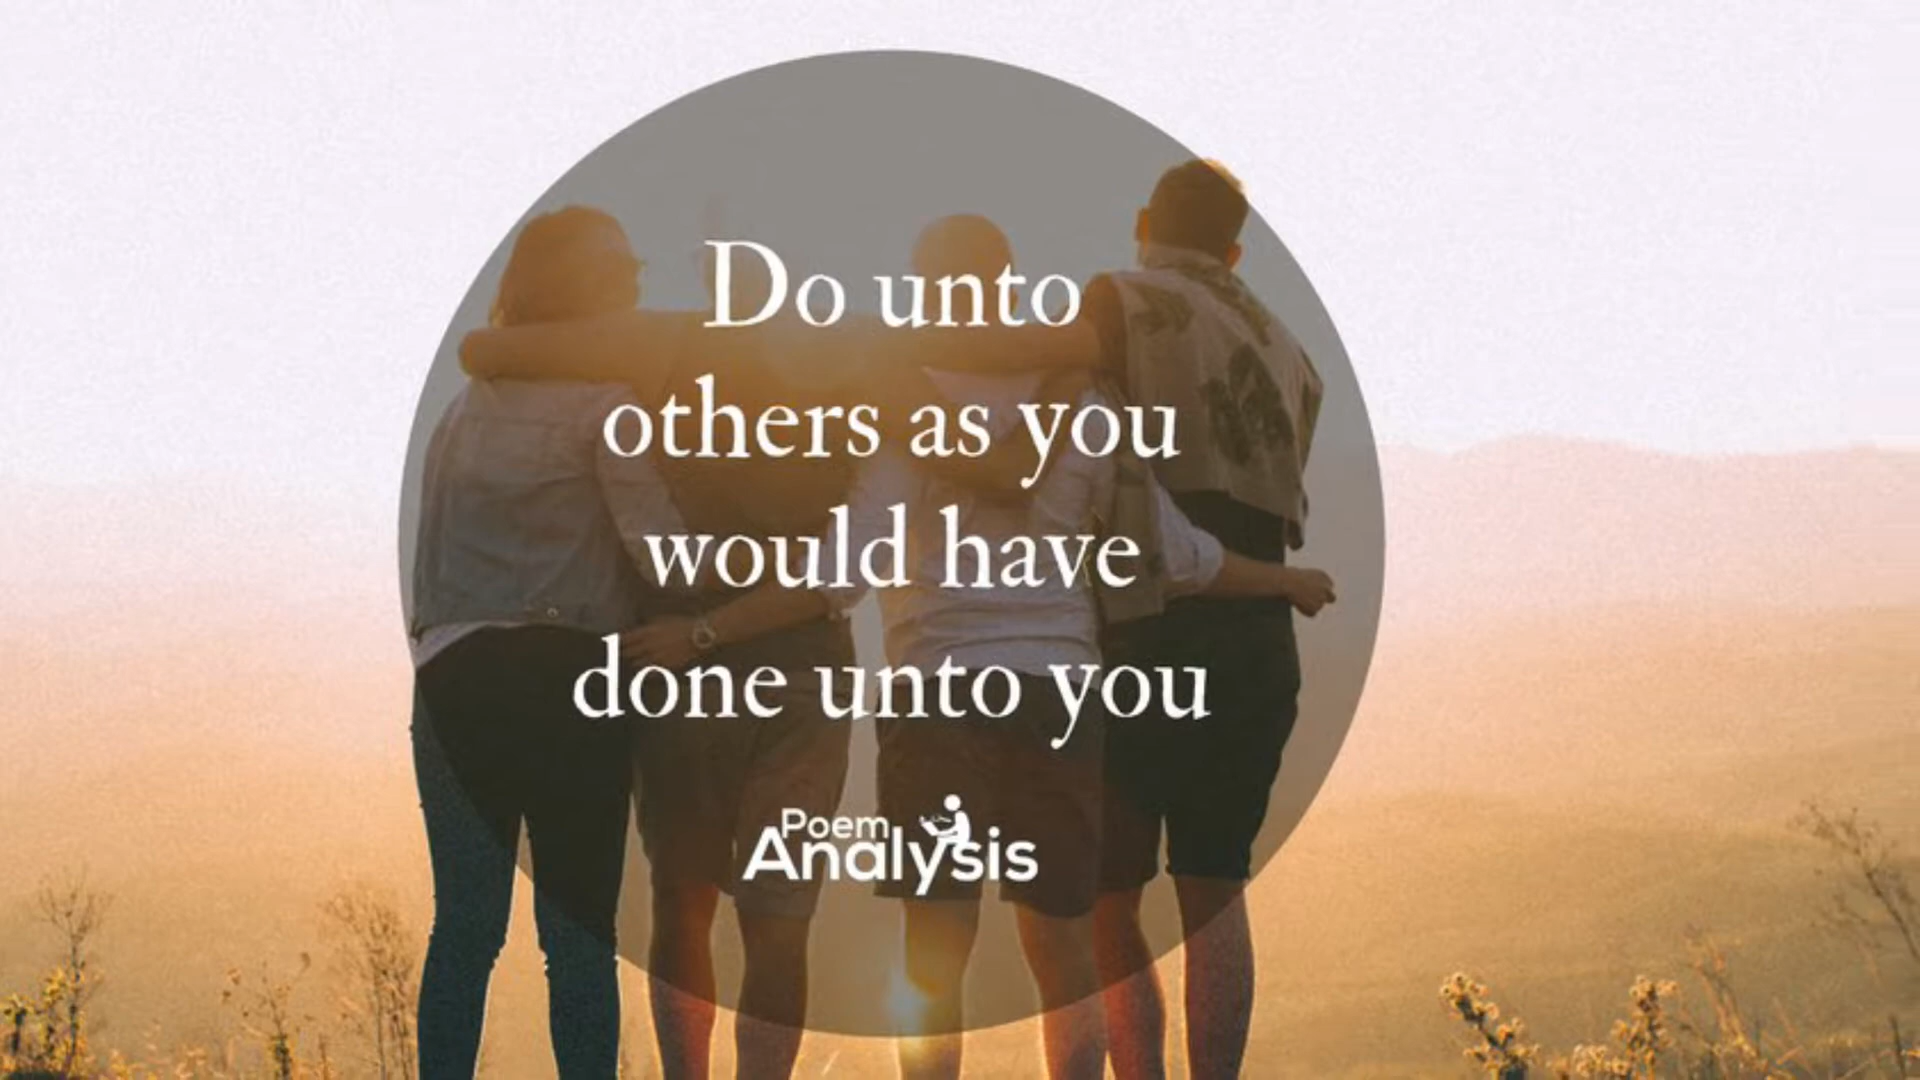 Do unto
others as you
would have
done unto you
Poem
Analysis